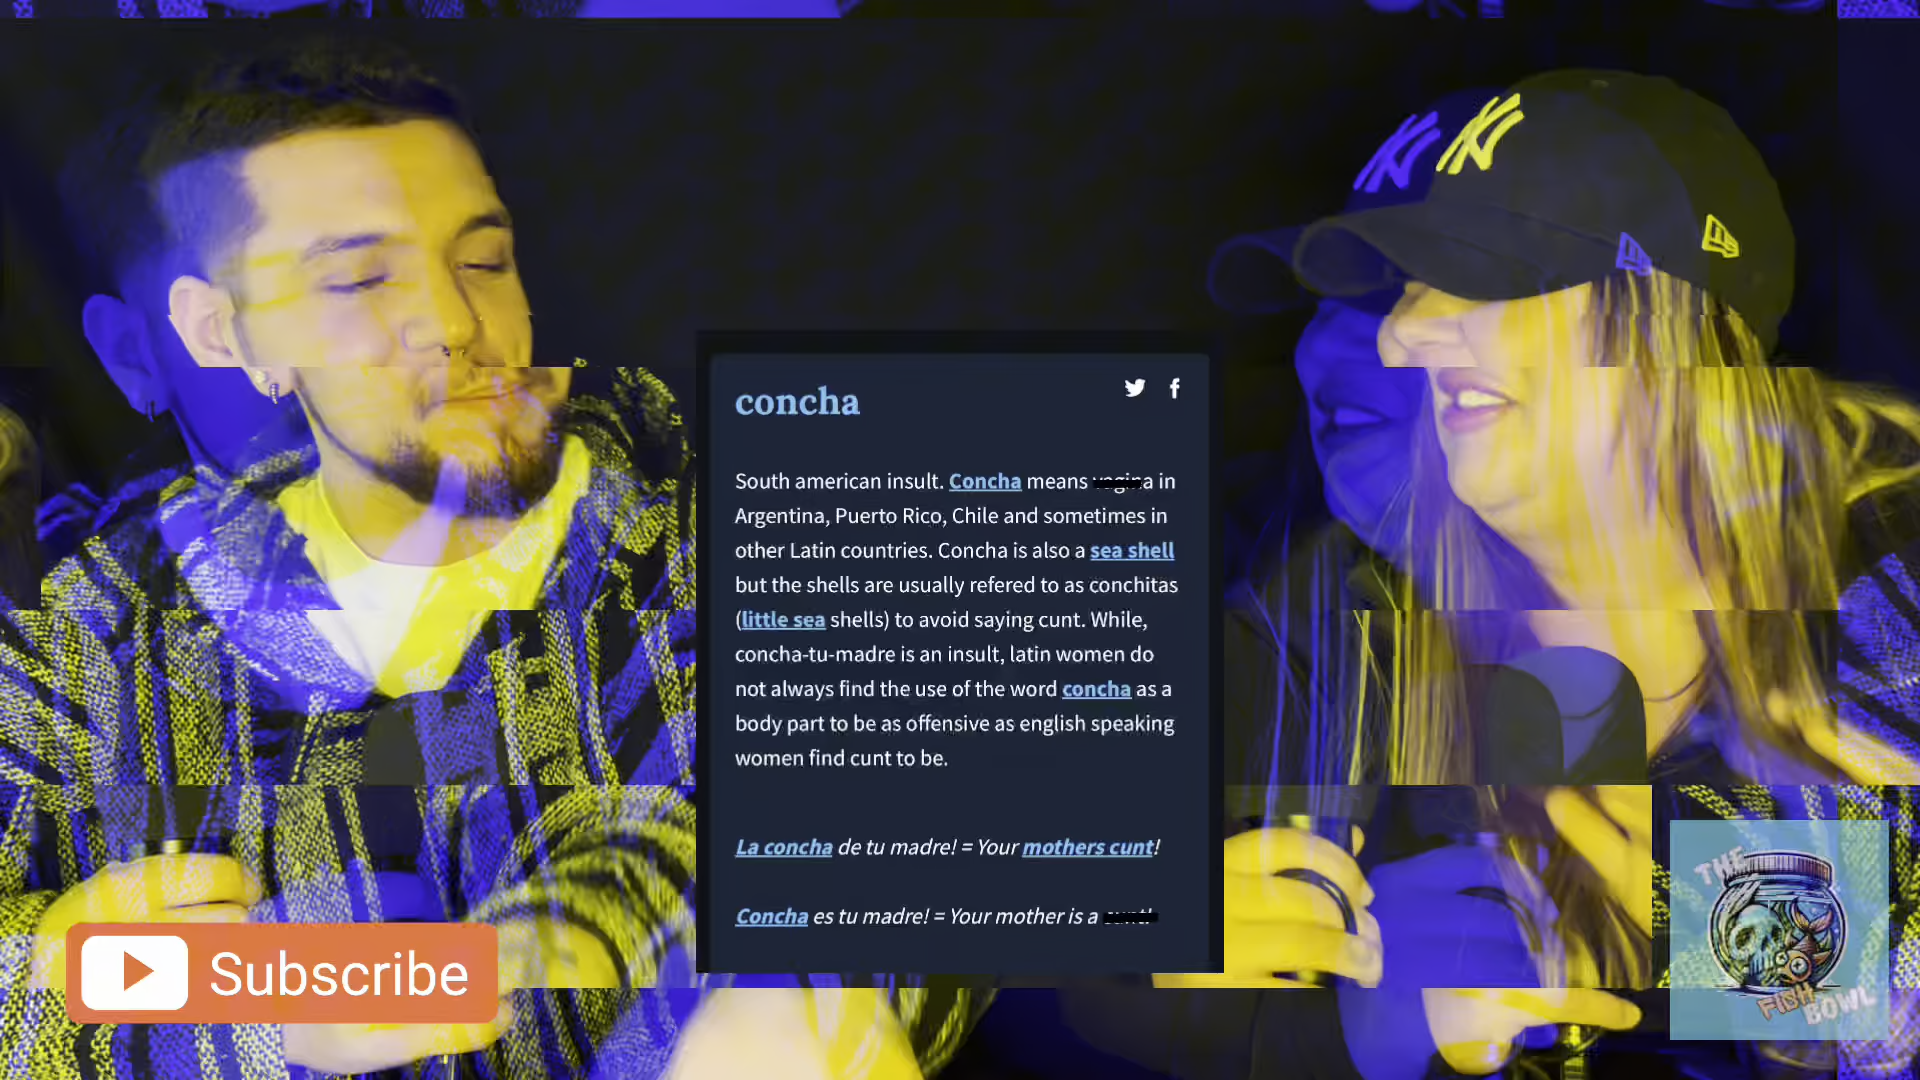 NY NY
concha
South american insult. Concha means vagina in
Argentina, Puerto Rico, Chile and sometimes in
other Latin countries. Concha is also a sea shell
but the shells are usually refered to as conchitas
(little sea shells) to avoid saying cunt. While,
concha-tu-madre is an insult, latin women do
not always find the use of the word concha as a
body part to be as offensive as english speaking
women find cunt to be.
La concha de tu madre! = Your mothers cunt!
Concha es tu madre! = Your mother is a cunt!
Subscribe
THE
FISH
BOWL